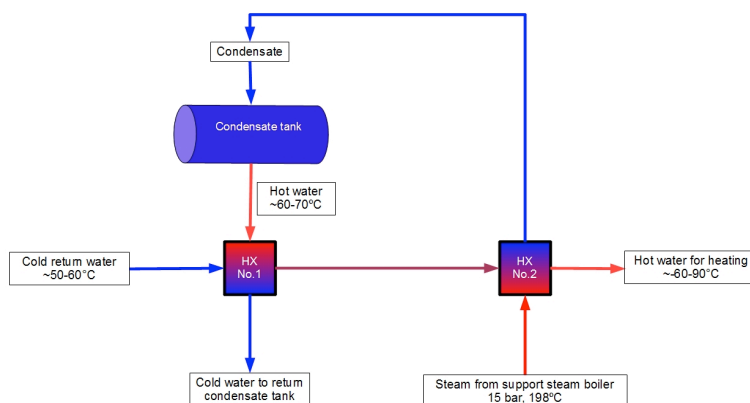 Condensate
Condensate tank
Hot water
~60-70ºC
Cold return water
~50-60°C
HX
No.1
HX
No.2
Hot water for heating
~-60-90°C
Cold water to return
condensate tank
Steam from support steam boiler
15 bar, 198ºC